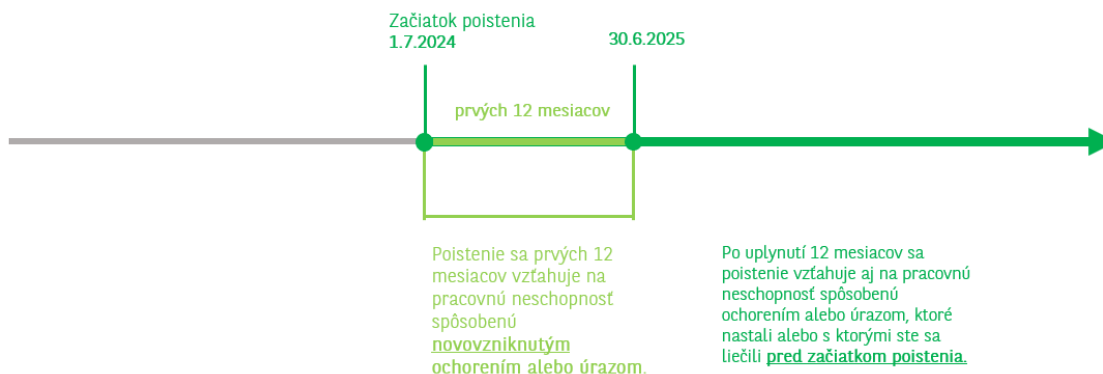 Začiatok poistenia
1.7.2024
30.6.2025
prvých 12 mesiacov
Poistenie sa prvých 12
mesiacov vzťahuje na
pracovnú neschopnosť
spôsobenú
novovzniknutým
ochorením alebo úrazom.
Po uplynutí 12 mesiacov sa
poistenie vzťahuje aj na pracovnú
neschopnosť spôsobenú
ochorením alebo úrazom, ktoré
nastali alebo s ktorými ste sa
liečili pred začiatkom poistenia.